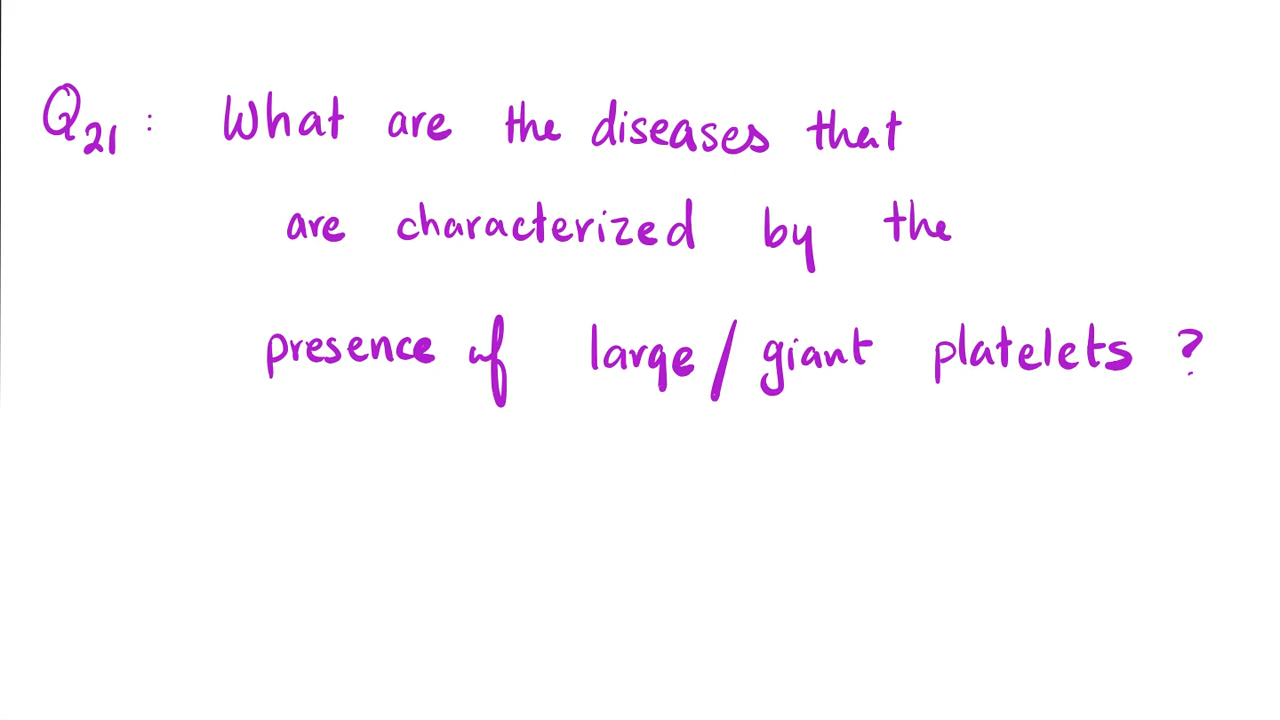 Q21: What are the diseases that
are characterized by the
presence of large/giant platelets?